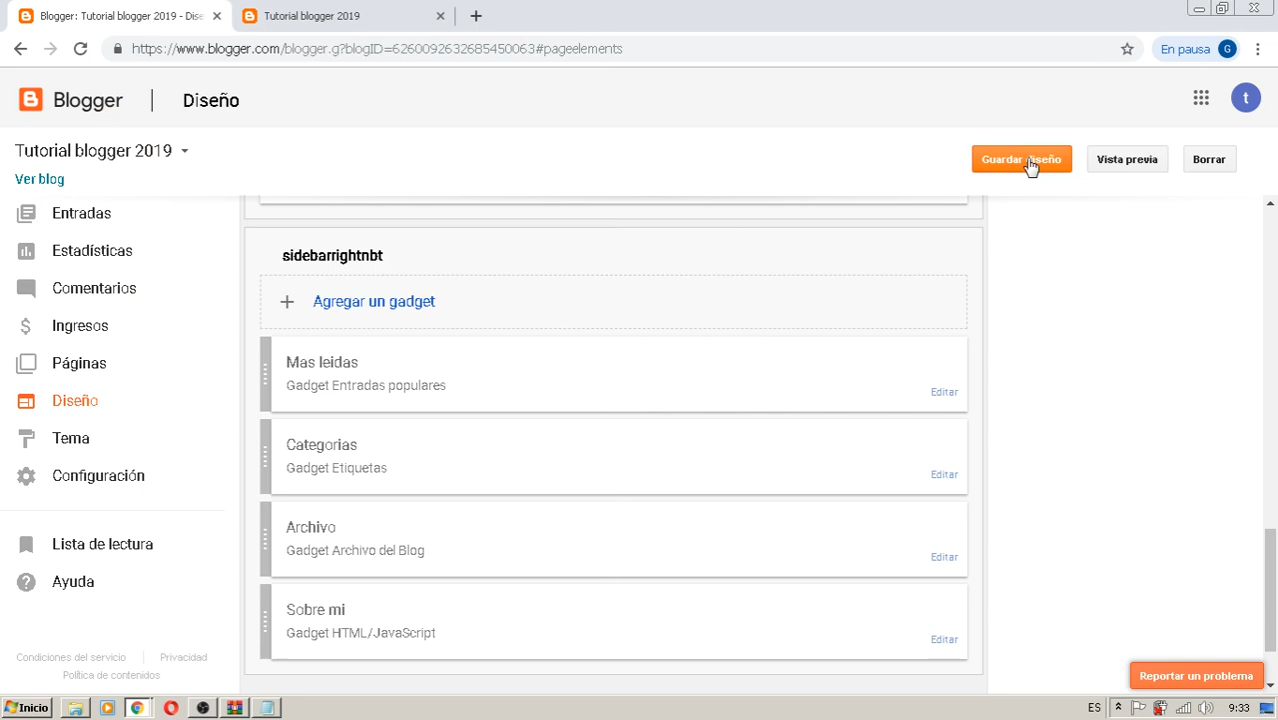 Blogger: Tutorial blogger 2019 - Dise
Tutorial blogger 2019
https://www.blogger.com/blogger.g?blogID=6260092632685450063#pageelements
En pausa
G
Blogger
Diseño
t
Tutorial blogger 2019
Guardar diseño
Vista previa
Borrar
Ver blog
Entradas
Estadísticas
Comentarios
Ingresos
Páginas
Diseño
Tema
Configuración
Lista de lectura
Ayuda
Condiciones del servicio
Privacidad
Política de contenidos
sidebarrightnbt
Agregar un gadget
Mas leidas
Gadget Entradas populares
Editar
Categorias
Gadget Etiquetas
Editar
Archivo
Gadget Archivo del Blog
Editar
Sobre mi
Gadget HTML/JavaScript
Editar
Reportar un problema
Inicio
ES
9:33